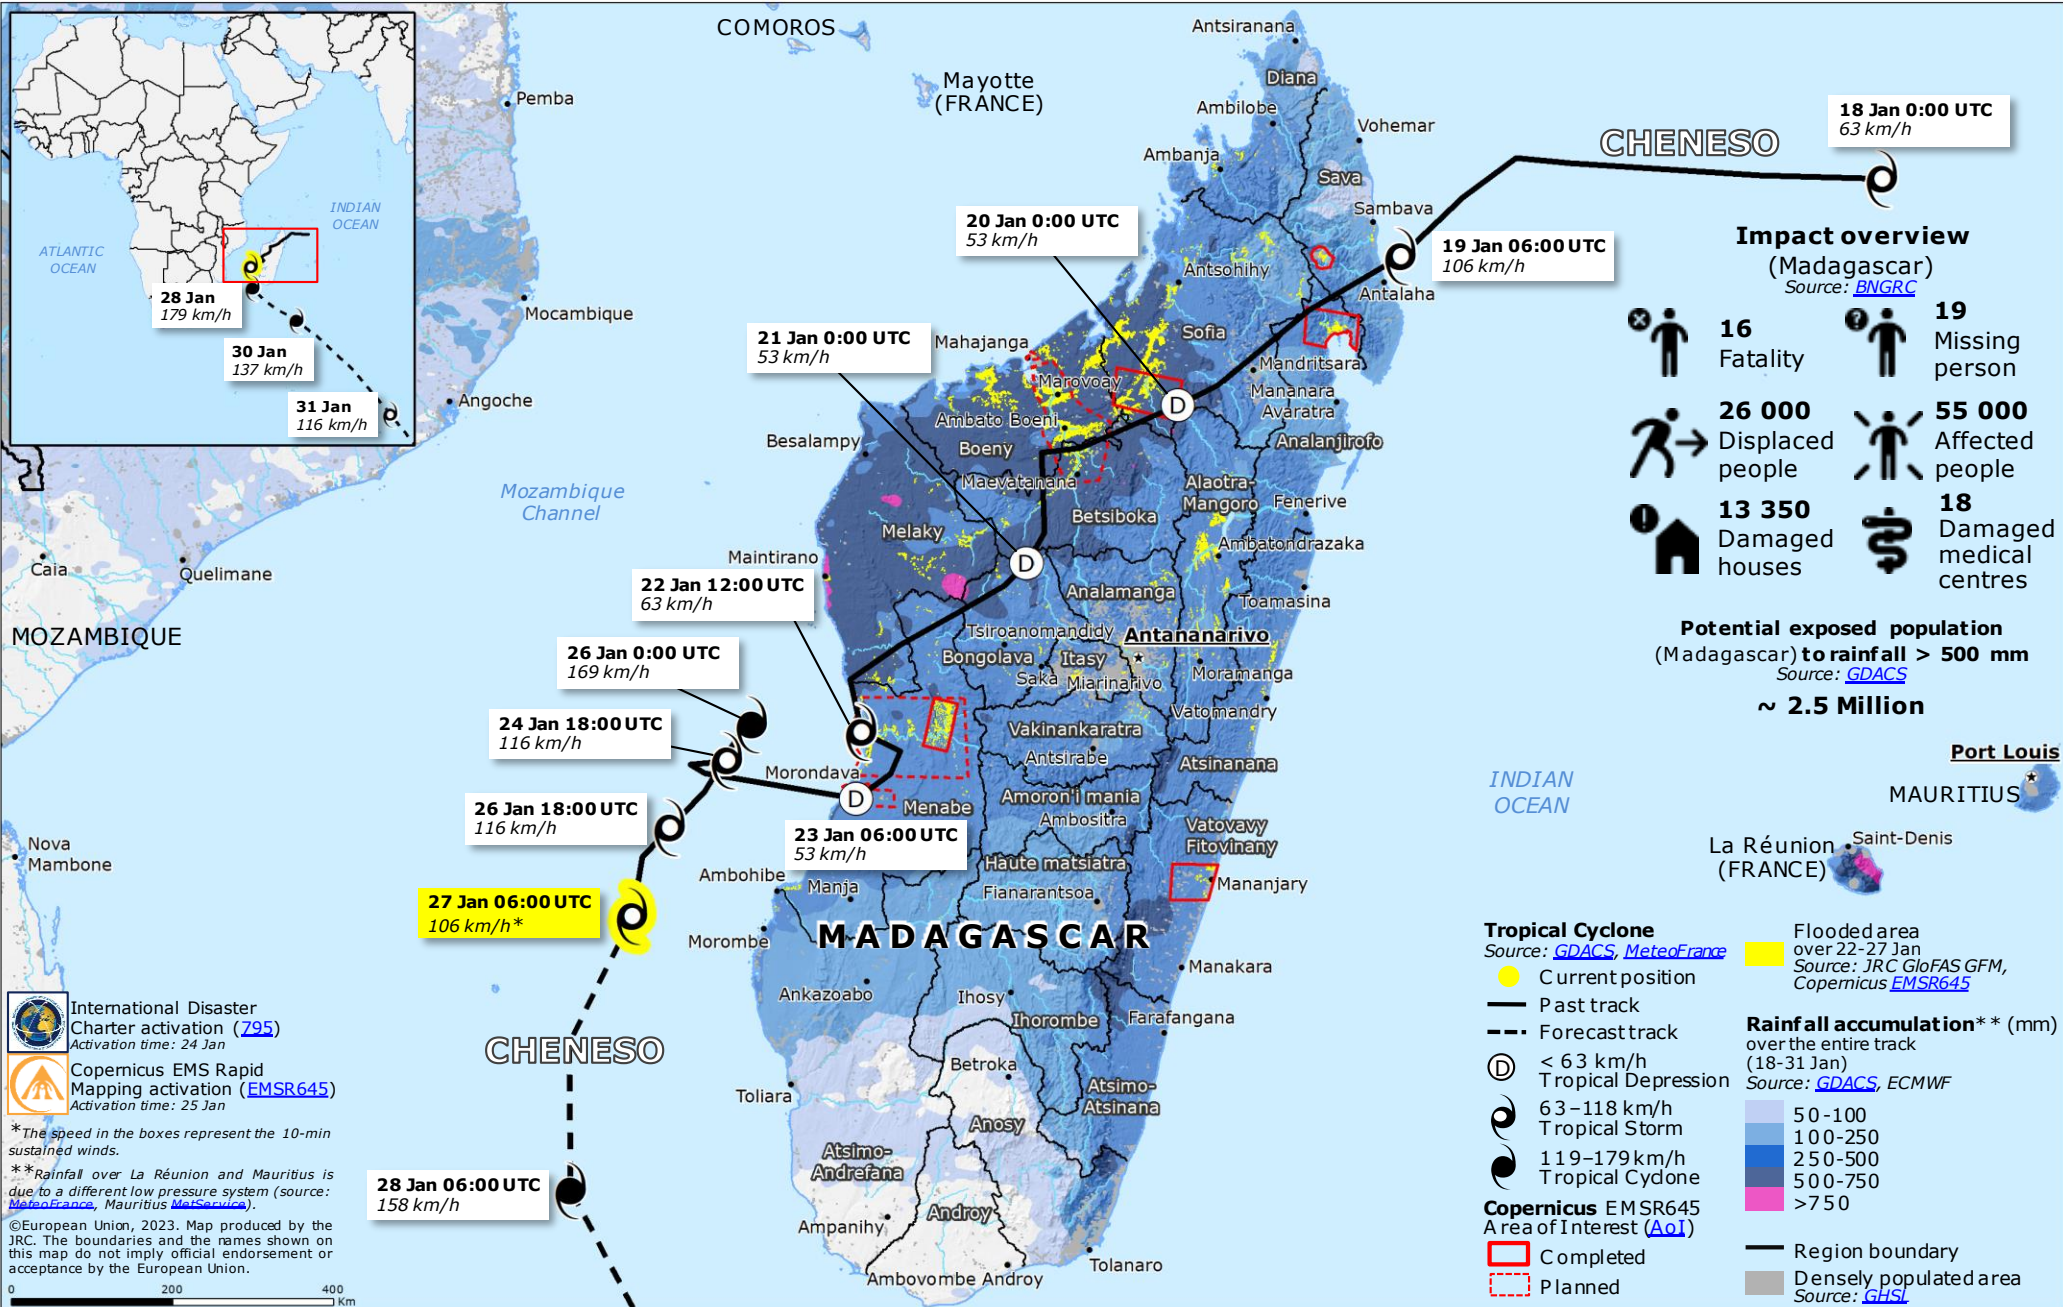 COMOROS
Mayotte
(FRANCE)
Pemba
Mocambique
Angoche
Quelimane
Caia
MOZAMBIQUE
Nova
Mambone
Mozambique
Channel
ATLANTIC
OCEAN
INDIAN
OCEAN
28 Jan
179 km/h
30 Jan
137 km/h
31 Jan
116 km/h
Antsiranana
Diana
Ambilobe
Vohemar
Ambanja
Sava
Sambava
Antsohihy
Antalaha
Sofia
Mahajanga
Marovoay
Mandritsara
Mananara
Avaratra
Ambato Boeni
Boeny
Besalampy
Analanjirofo
Maevatanana
Alaotra-
Mangoro
Fenerive
Betsiboka
Melaky
Ambatondrazaka
Maintirano
Analamanga
Toamasina
Tsiroanomandidy
Antananarivo
Bongolava
Itasy
Saka
Miarinarivo
Moramanga
Vatomandry
Vakinankaratra
Antsirabe
Atsinanana
Morondava
Menabe
Amoron'i mania
Ambositra
Vatovavy
Fitovinany
Haute matsiatra
Ambohibe
Manja
Fianarantsoa
Mananjary
MADAGASCAR
Morombe
Manakara
Ankazoabo
Ihosy
Ihorombe
Farafangana
Betroka
Toliara
Atsimo-
Atsinana
Anosy
Atsimo-
Andrefana
Androy
Ampanihy
Tolanaro
Ambovombe Androy
CHENESO
18 Jan 0:00 UTC
63 km/h
19 Jan 06:00 UTC
106 km/h
20 Jan 0:00 UTC
53 km/h
D
21 Jan 0:00 UTC
53 km/h
D
22 Jan 12:00 UTC
63 km/h
23 Jan 06:00 UTC
53 km/h
D
24 Jan 18:00 UTC
116 km/h
26 Jan 0:00 UTC
169 km/h
26 Jan 18:00 UTC
116 km/h
27 Jan 06:00 UTC
106 km/h*
CHENESO
28 Jan 06:00 UTC
158 km/h
Impact overview
(Madagascar)
Source: BNGRC
16
Fatality
19
Missing
person
26 000
Displaced
people
55 000
Affected
people
13 350
Damaged
houses
18
Damaged
medical
centres
Potential exposed population
(Madagascar) to rainfall > 500 mm
Source: GDACS
~ 2.5 Million
INDIAN
OCEAN
Port Louis
MAURITIUS
La Réunion
(FRANCE)
Saint-Denis
Tropical Cyclone
Source: GDACS, MeteoFrance
Current position
Past track
Forecast track
D
< 63 km/h
Tropical Depression
63–118 km/h
Tropical Storm
119–179 km/h
Tropical Cyclone
Copernicus EMSR645
Area of Interest (AoI)
Completed
Planned
Flooded area
over 22-27 Jan
Source: JRC GloFAS GFM,
Copernicus EMSR645
Rainfall accumulation** (mm)
over the entire track
(18-31 Jan)
Source: GDACS, ECMWF
50-100
100-250
250-500
500-750
>750
Region boundary
Densely populated area
Source: GHSL
International Disaster
Charter activation (795)
Activation time: 24 Jan
Copernicus EMS Rapid
Mapping activation (EMSR645)
Activation time: 25 Jan
*The speed in the boxes represent the 10-min
sustained winds.
**Rainfall over La Réunion and Mauritius is
due to a different low pressure system (source:
MeteoFrance, Mauritius MetService).
©European Union, 2023. Map produced by the
JRC. The boundaries and the names shown on
this map do not imply official endorsement or
acceptance by the European Union.
0 200 400
Km